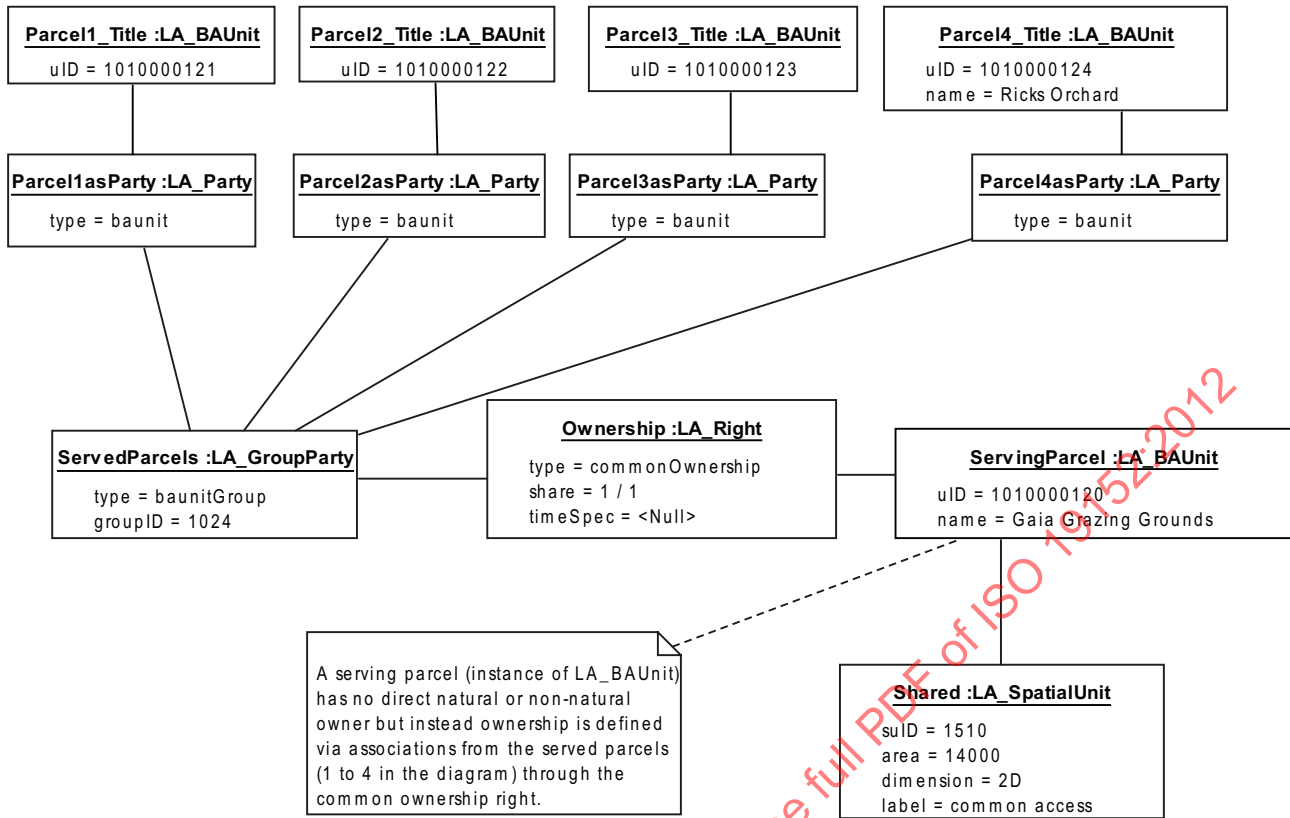 Parcel1_Title :LA_BAUnit
uID = 1010000121
Parcel2_Title :LA_BAUnit
uID = 1010000122
Parcel3_Title :LA_BAUnit
uID = 1010000123
Parcel4_Title :LA_BAUnit
uID = 1010000124
name = Ricks Orchard
Parcel1asParty :LA_Party
type = baunit
Parcel2asParty :LA_Party
type = baunit
Parcel3asParty :LA_Party
type = baunit
Parcel4asParty :LA_Party
type = baunit
ServedParcels :LA_GroupParty
type = baunitGroup
groupID = 1024
Ownership :LA_Right
type = commonOwnership
share = 1 / 1
timeSpec = <Null>
ServingParcel :LA_BAUnit
uID = 1010000120
name = Gaia Grazing Grounds
A serving parcel (instance of LA_BAUnit)
has no direct natural or non-natural
owner but instead ownership is defined
via associations from the served parcels
(1 to 4 in the diagram) through the
common ownership right.
Shared :LA_SpatialUnit
suID = 1510
area = 14000
dimension = 2D
label = common access
full PDF of ISO 19152:2012